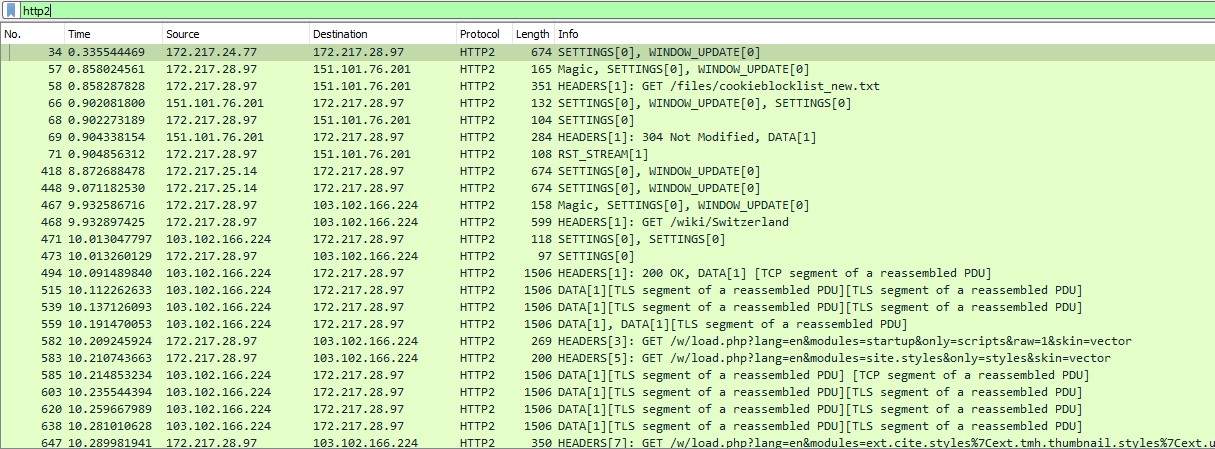 http2
No. Time Source Destination Protocol Length Info
34 0.335544469 172.217.24.77 172.217.28.97 HTTP2 674 SETTINGS[0], WINDOW_UPDATE[0]
57 0.858024561 172.217.28.97 151.101.76.201 HTTP2 165 Magic, SETTINGS[0], WINDOW_UPDATE[0]
58 0.858287828 172.217.28.97 151.101.76.201 HTTP2 351 HEADERS[1]: GET /files/cookieblocklist_new.txt
66 0.902081800 151.101.76.201 172.217.28.97 HTTP2 132 SETTINGS[0], WINDOW_UPDATE[0], SETTINGS[0]
68 0.902273189 172.217.28.97 151.101.76.201 HTTP2 104 SETTINGS[0]
69 0.904338154 151.101.76.201 172.217.28.97 HTTP2 284 HEADERS[1]: 304 Not Modified, DATA[1]
71 0.904856312 172.217.28.97 151.101.76.201 HTTP2 108 RST_STREAM[1]
418 8.872688478 172.217.25.14 172.217.28.97 HTTP2 674 SETTINGS[0], WINDOW_UPDATE[0]
448 9.071182530 172.217.25.14 172.217.28.97 HTTP2 674 SETTINGS[0], WINDOW_UPDATE[0]
467 9.932586716 172.217.28.97 103.102.166.224 HTTP2 158 Magic, SETTINGS[0], WINDOW_UPDATE[0]
468 9.932897425 172.217.28.97 103.102.166.224 HTTP2 599 HEADERS[1]: GET /wiki/Switzerland
471 10.013047797 103.102.166.224 172.217.28.97 HTTP2 118 SETTINGS[0], SETTINGS[0]
473 10.013260129 172.217.28.97 103.102.166.224 HTTP2 97 SETTINGS[0]
494 10.091489840 103.102.166.224 172.217.28.97 HTTP2 1506 HEADERS[1]: 200 OK, DATA[1] [TCP segment of a reassembled PDU]
515 10.112262633 103.102.166.224 172.217.28.97 HTTP2 1506 DATA[1][TLS segment of a reassembled PDU][TLS segment of a reassembled PDU]
539 10.137126093 103.102.166.224 172.217.28.97 HTTP2 1506 DATA[1][TLS segment of a reassembled PDU][TLS segment of a reassembled PDU]
559 10.191470053 103.102.166.224 172.217.28.97 HTTP2 1506 DATA[1], DATA[1][TLS segment of a reassembled PDU]
582 10.209245924 172.217.28.97 103.102.166.224 HTTP2 269 HEADERS[3]: GET /w/load.php?lang=en&modules=startup&only=scripts&raw=1&skin=vector
583 10.210743663 172.217.28.97 103.102.166.224 HTTP2 200 HEADERS[5]: GET /w/load.php?lang=en&modules=site.styles&only=styles&skin=vector
585 10.214853234 103.102.166.224 172.217.28.97 HTTP2 1506 DATA[1][TLS segment of a reassembled PDU] [TCP segment of a reassembled PDU]
603 10.235544394 103.102.166.224 172.217.28.97 HTTP2 1506 DATA[1][TLS segment of a reassembled PDU][TLS segment of a reassembled PDU]
620 10.259667989 103.102.166.224 172.217.28.97 HTTP2 1506 DATA[1][TLS segment of a reassembled PDU][TLS segment of a reassembled PDU]
638 10.281010628 103.102.166.224 172.217.28.97 HTTP2 1506 DATA[1][TLS segment of a reassembled PDU][TLS segment of a reassembled PDU]
647 10.289981941 172.217.28.97 103.102.166.224 HTTP2 350 HEADERS[7]: GET /w/load.php?lang=en&modules=ext.cite.styles%7Cext.tmh.thumbnail.styles%7Cext.u